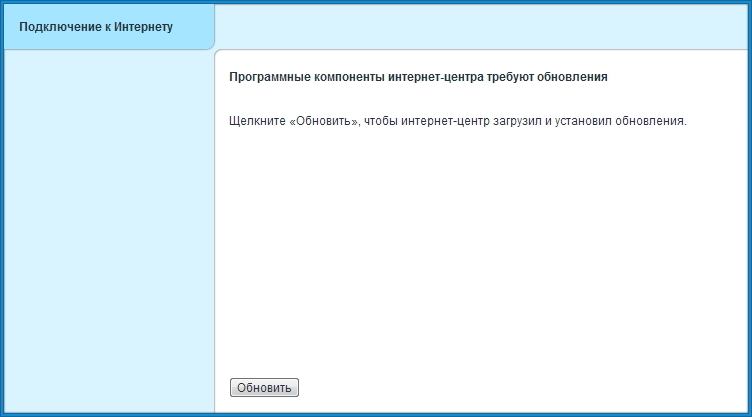 Подключение к Интернету
Программные компоненты интернет-центра требуют обновления
Щелкните «Обновить», чтобы интернет-центр загрузил и установил обновления.
Обновить